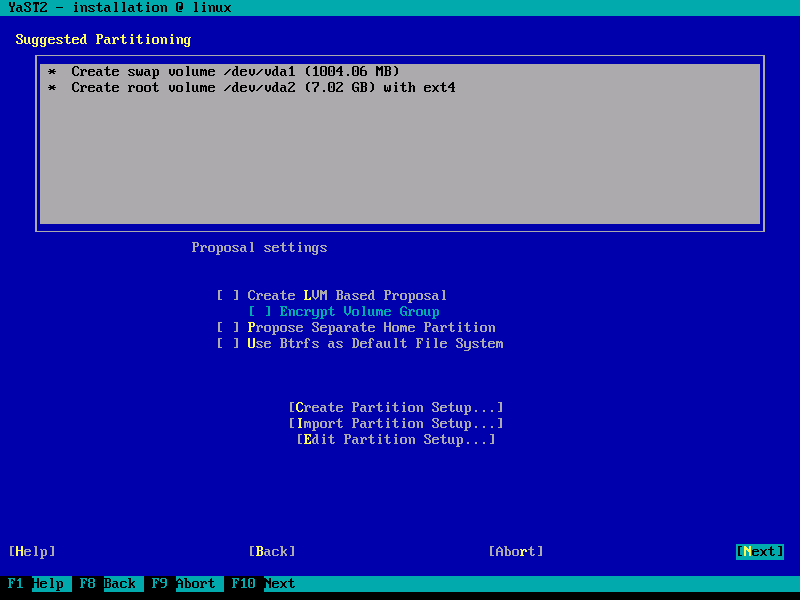 YaST2 - installation @ linux
Suggested Partitioning
* Create swap volume /dev/vda1 (1004.06 MB)
* Create root volume /dev/vda2 (7.02 GB) with ext4
Proposal settings
[ ] Create LVM Based Proposal
[ ] Encrypt Volume Group
[ ] Propose Separate Home Partition
[ ] Use Btrfs as Default File System
[Create Partition Setup...]
[Import Partition Setup...]
[Edit Partition Setup...]
[Help] [Back] [Abort] [Next]
F1 Help F8 Back F9 Abort F10 Next